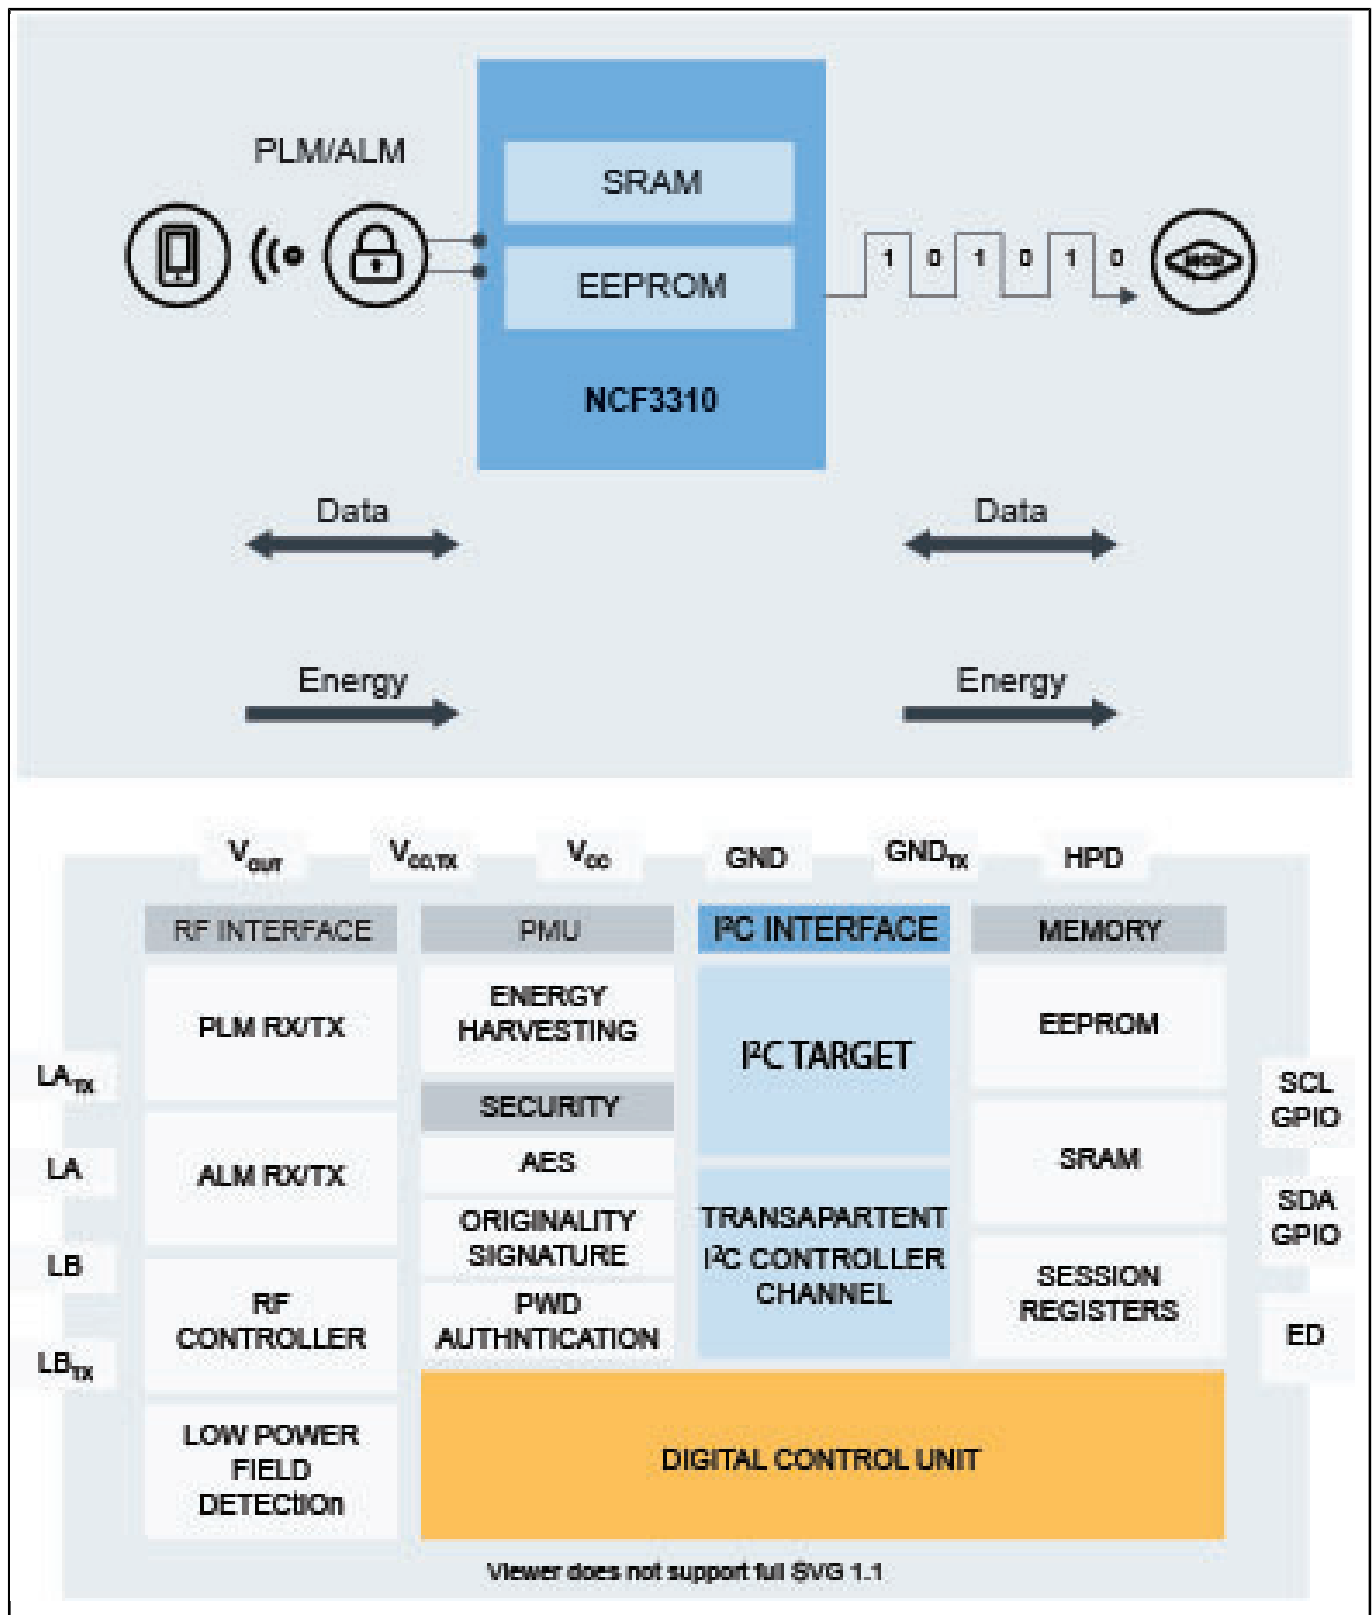 PLM/ALM
SRAM
EEPROM
NCF3310
1 0 1 0 1 0
MCU
Data
Data
Energy
Energy
VOUT
VCC,TX
VCC
GND
GNDTX
HPD
RF INTERFACE
PMU
I²C INTERFACE
MEMORY
PLM RX/TX
ENERGY
HARVESTING
I²C TARGET
EEPROM
LATX
SCL
GPIO
SECURITY
ALM RX/TX
AES
SRAM
LA
ORIGINALITY
SIGNATURE
TRANSAPARTENT
I²C CONTROLLER
CHANNEL
SDA
GPIO
LB
RF
CONTROLLER
PWD
AUTHNTICATION
SESSION
REGISTERS
ED
LBTX
LOW POWER
FIELD
DETECtIOn
DIGITAL CONTROL UNIT
Viewer does not support full SVG 1.1